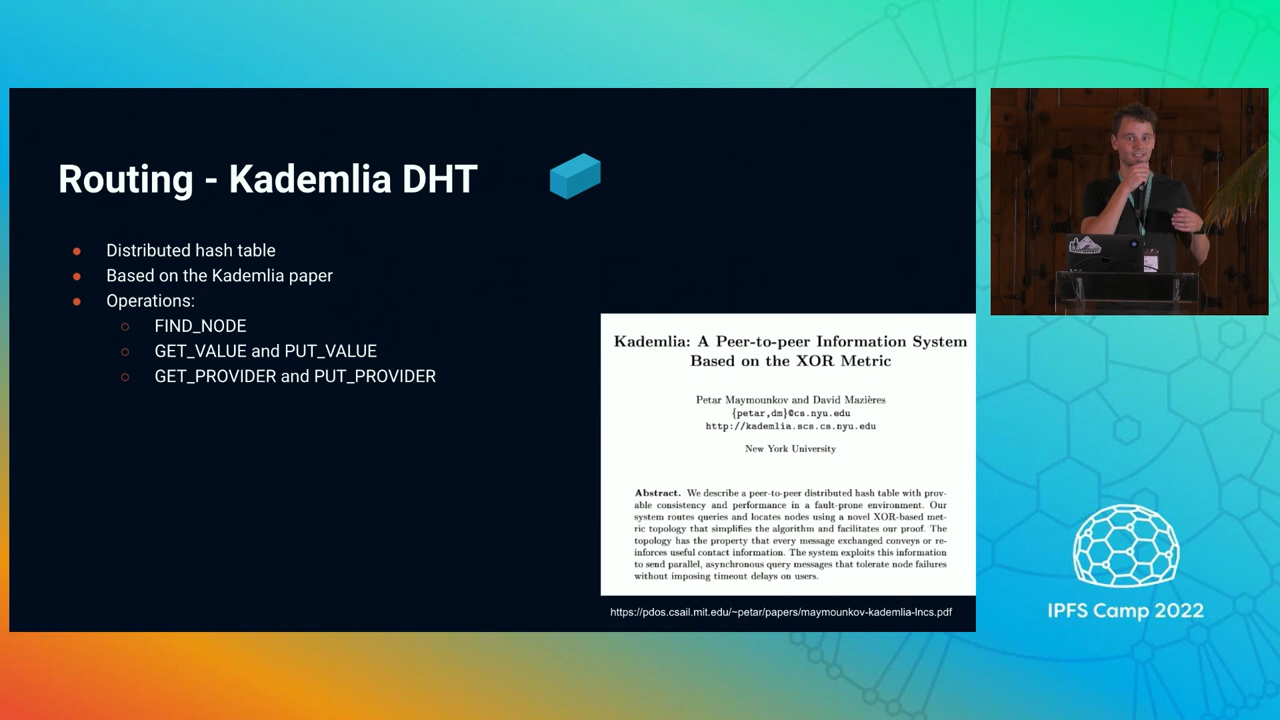 Routing - Kademlia DHT
Distributed hash table
Based on the Kademlia paper
Operations:
FIND_NODE
GET_VALUE and PUT_VALUE
GET_PROVIDER and PUT_PROVIDER
Kademlia: A Peer-to-peer Information System
Based on the XOR Metric
Petar Maymounkov and David Mazières
{petar,dm}@cs.nyu.edu
http://kademlia.scs.cs.nyu.edu
New York University
Abstract. We describe a peer-to-peer distributed hash table with prov-
able consistency and performance in a fault-prone environment. Our
system routes queries and locates nodes using a novel XOR-based met-
ric topology that simplifies the algorithm and facilitates our proof. The
topology has the property that every message exchanged conveys or re-
inforces useful contact information. The system exploits this information
to send parallel, asynchronous query messages that tolerate node failures
without imposing timeout delays on users.
https://pdos.csail.mit.edu/~petar/papers/maymounkov-kademlia-lncs.pdf
IPFS Camp 2022